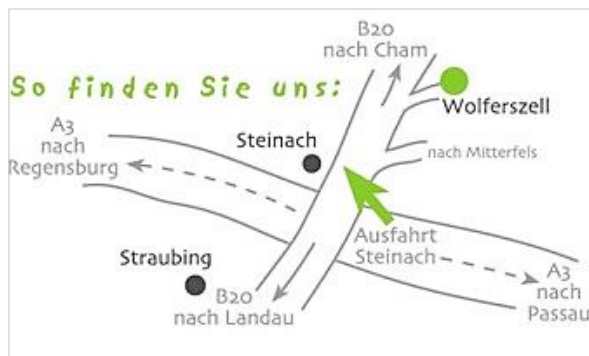 B20
nach Cham
So finden Sie uns:
Wolferszell
A3
nach
Regensburg
Steinach
nach Mitterfels
Ausfahrt
Steinach
Straubing
A3
nach
Passau
B20
nach Landau